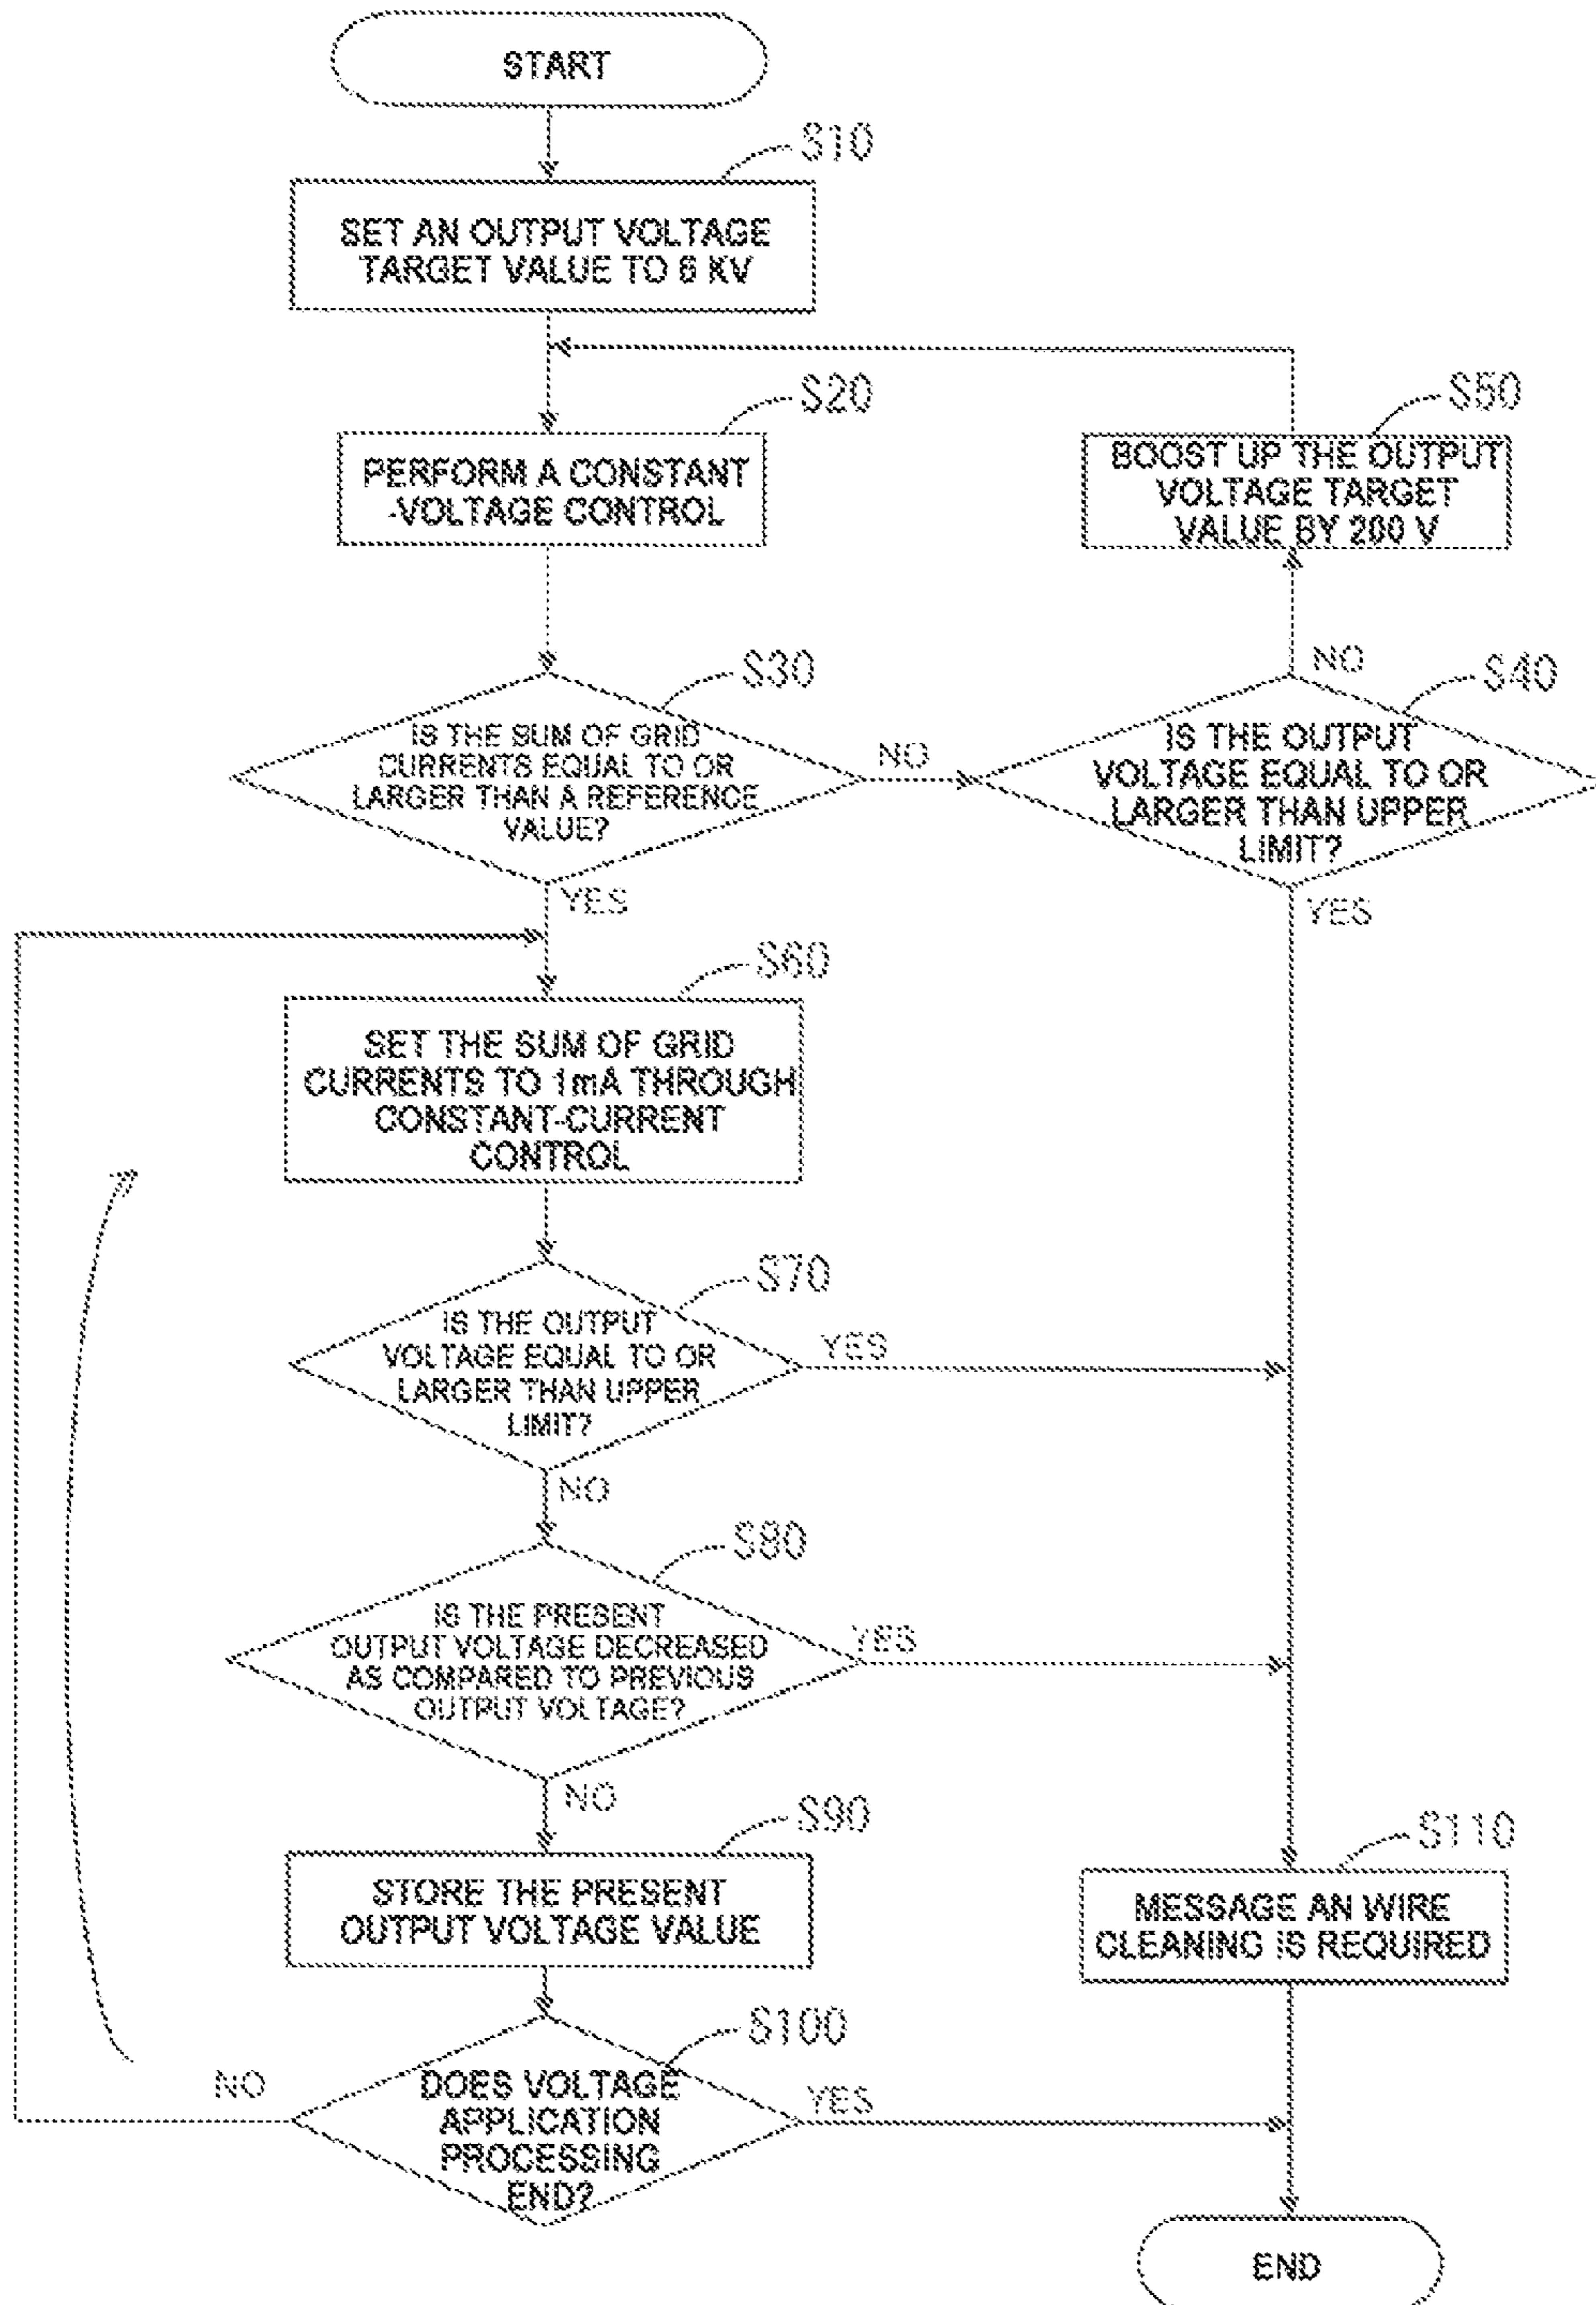 START
S10
SET AN OUTPUT VOLTAGE
TARGET VALUE TO 6 KV
S20
PERFORM A CONSTANT
-VOLTAGE CONTROL
S50
BOOST UP THE OUTPUT
VOLTAGE TARGET
VALUE BY 200 V
S30
IS THE SUM OF GRID
CURRENTS EQUAL TO OR
LARGER THAN A REFERENCE
VALUE?
NO
YES
NO
S40
IS THE OUTPUT
VOLTAGE EQUAL TO OR
LARGER THAN UPPER
LIMIT?
YES
S60
SET THE SUM OF GRID
CURRENTS TO 1mA THROUGH
CONSTANT-CURRENT
CONTROL
S70
IS THE OUTPUT
VOLTAGE EQUAL TO OR
LARGER THAN UPPER
LIMIT?
YES
NO
S80
IS THE PRESENT
OUTPUT VOLTAGE DECREASED
AS COMPARED TO PREVIOUS
OUTPUT VOLTAGE?
YES
NO
S90
STORE THE PRESENT
OUTPUT VOLTAGE VALUE
S110
MESSAGE AN WIRE
CLEANING IS REQUIRED
S100
DOES VOLTAGE
APPLICATION
PROCESSING
END?
NO
YES
END